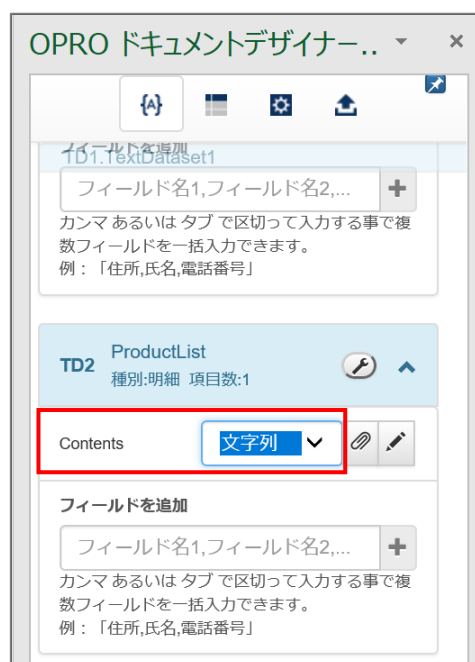 OPRO ドキュメントデザイナー..
{A}
フィールドを追加
TD1.TextDataset1
フィールド名1,フィールド名2,...
カンマ あるいは タブ で区切って入力する事で複
数フィールドを一括入力できます。
例：「住所,氏名,電話番号」
TD2 ProductList
種別:明細 項目数:1
Contents 文字列
フィールドを追加
フィールド名1,フィールド名2,...
カンマ あるいは タブ で区切って入力する事で複
数フィールドを一括入力できます。
例：「住所,氏名,電話番号」